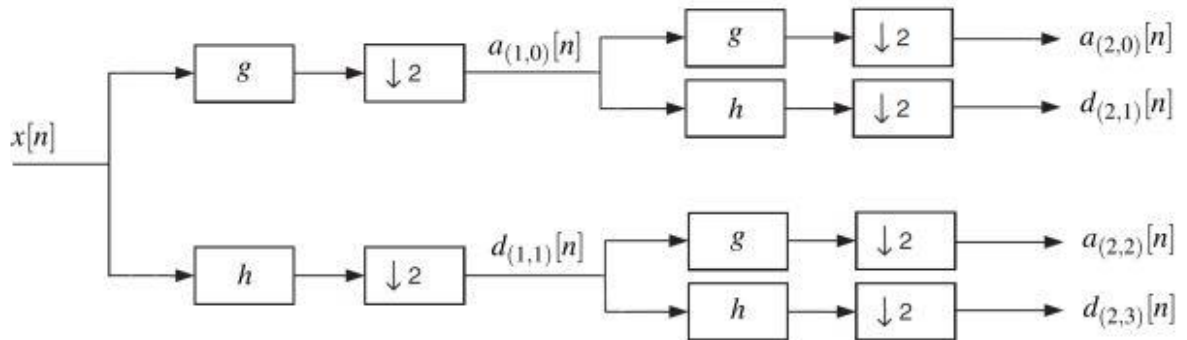 g ↓2 a(1,0)[n] g ↓2 a(2,0)[n]
h ↓2 d(2,1)[n]
x[n]
h ↓2 d(1,1)[n] g ↓2 a(2,2)[n]
h ↓2 d(2,3)[n]